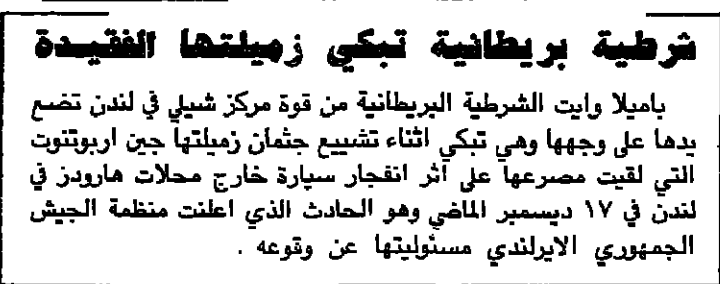 شرطية بريطانية تبكي زميلتها الفقيدة
باميلا وايت الشرطية البريطانية من قوة مركز شيلي في لندن تضع
يدها على وجهها وهي تبكي اثناء تشييع جثمان زميلتها جين اربوتنوت
التي لقيت مصرعها على اثر انفجار سيارة خارج محلات هارودز في
لندن في ١٧ ديسمبر الماضي وهو الحادث الذي اعلنت منظمة الجيش
الجمهوري الايرلندي مسئوليتها عن وقوعه .